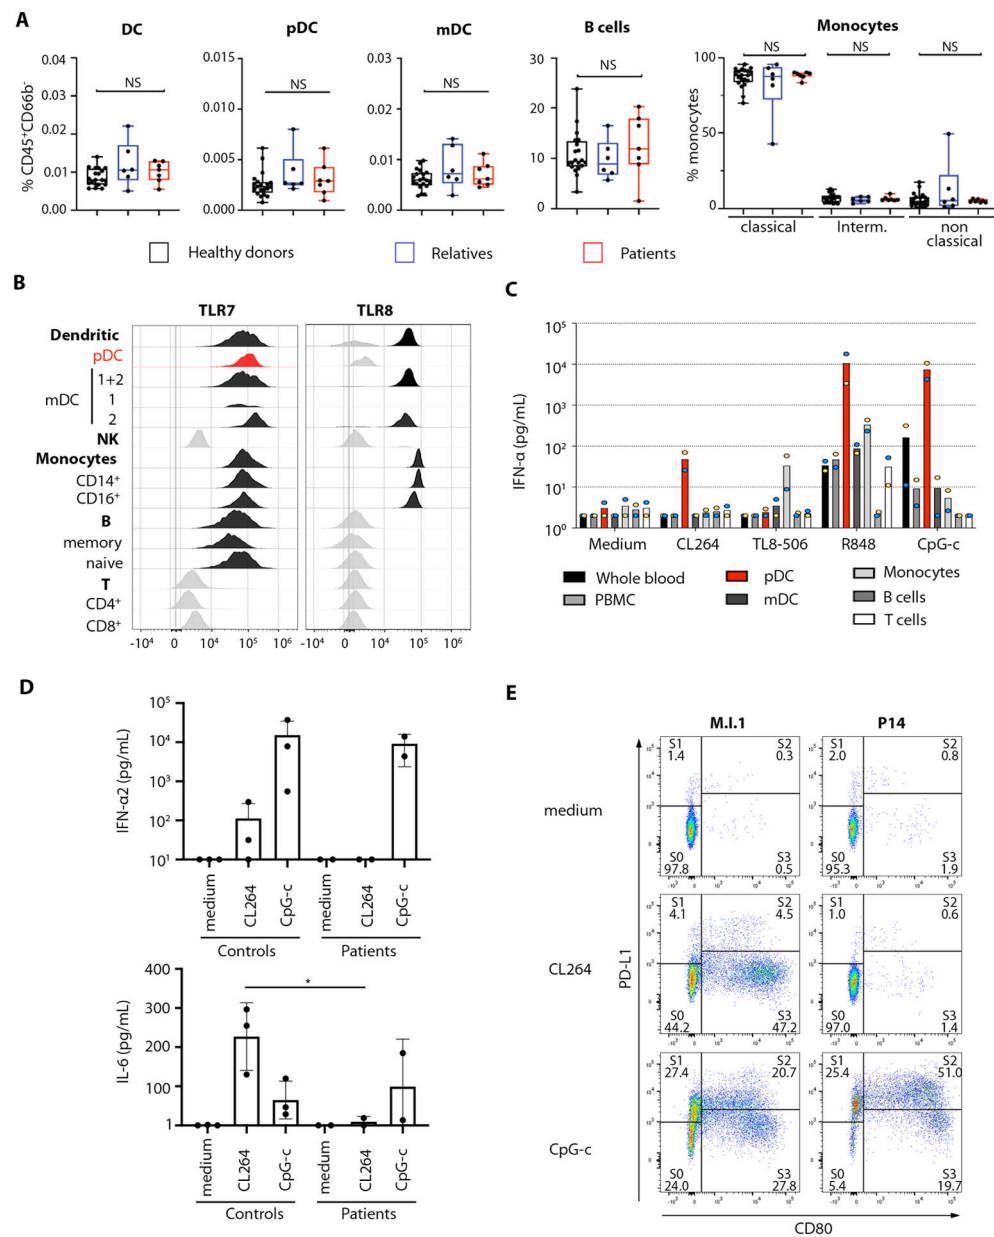 A
DC
pDC
mDC
B cells
Monocytes
% CD45⁺CD66b⁻
0.04
0.03
0.02
0.01
0.00
NS
0.015
0.010
0.005
0.000
NS
0.03
0.02
0.01
0.00
NS
30
20
10
0
NS
% monocytes
100
50
0
NS
NS
NS
classical
Interm.
non
classical
Healthy donors
Relatives
Patients
B
TLR7
TLR8
Dendritic
pDC
mDC
1+2
1
2
NK
Monocytes
CD14⁺
CD16⁺
B
memory
naive
T
CD4⁺
CD8⁺
-10⁴ 0 10⁴ 10⁵ 10⁶
-10⁴ 0 10⁴ 10⁵ 10⁶
C
IFN-α (pg/mL)
10⁵
10⁴
10³
10²
10¹
10⁰
Medium
CL264
TL8-506
R848
CpG-c
Whole blood
PBMC
pDC
mDC
Monocytes
B cells
T cells
D
IFN-α2 (pg/mL)
10⁵
10⁴
10³
10²
10¹
medium
CL264
CpG-c
medium
CL264
CpG-c
Controls
Patients
IL-6 (pg/mL)
400
300
200
100
1
*
medium
CL264
CpG-c
medium
CL264
CpG-c
Controls
Patients
E
M.I.1
P14
medium
S1
1.4
S2
0.3
S0
97.8
S3
0.5
S1
2.0
S2
0.8
S0
95.3
S3
1.9
CL264
S1
4.1
S2
4.5
S0
44.2
S3
47.2
S1
1.0
S2
0.6
S0
97.0
S3
1.4
CpG-c
S1
27.4
S2
20.7
S0
24.0
S3
27.8
S1
25.4
S2
51.0
S0
5.4
S3
19.7
PD-L1
CD80